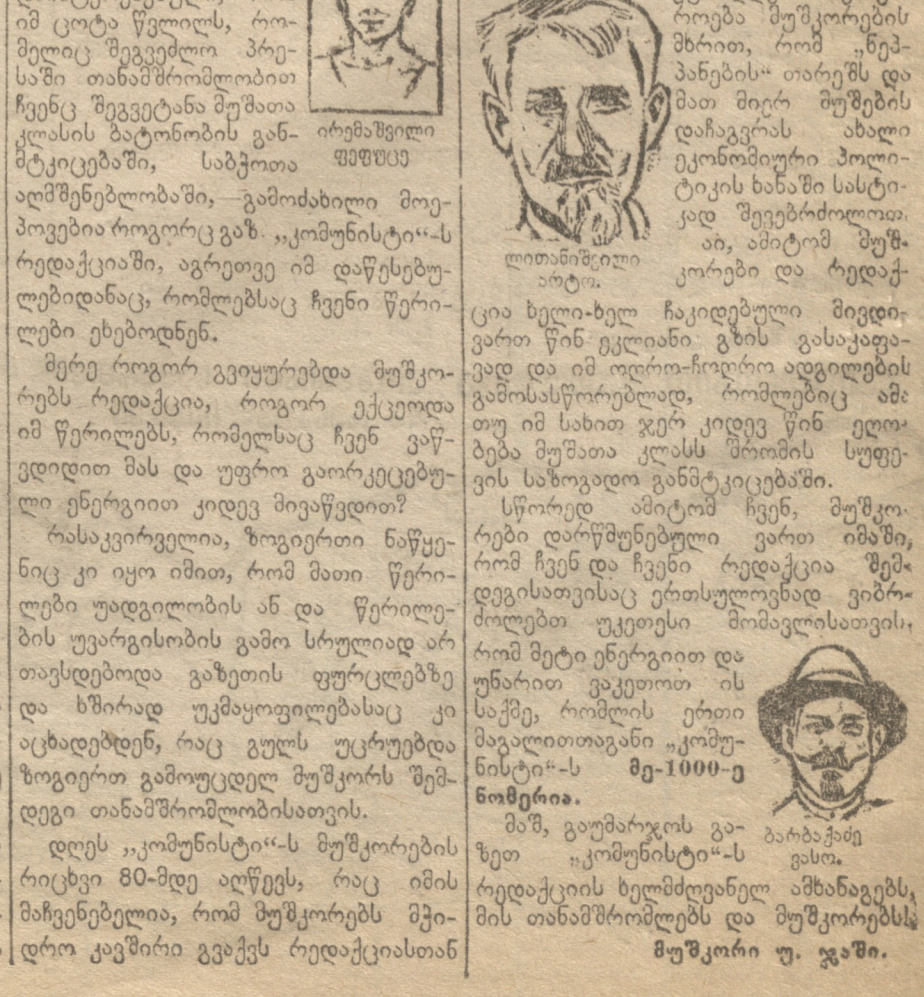 იმ ცოტა წვლილს, რო-
მელიც შეგვეძლო პრე-
საში თანამშრომლობით
ჩვენც შეგვეტანა მუშათა
კლასის ბატონობის გან-
მტკიცებაში, საბჭოთა
ირემაშვილი
ფეფუცე
აღმშენებლობაში, —გამოძახილი მოე-
პოვებია როგორც გაზ. „კომუნისტი“-ს
რედაქციაში, აგრეთვე იმ დაწესებუ-
ლებიდანაც, რომლებსაც ჩვენი წერი-
ლები ეხებოდნენ.
მერე როგორ გვიყურებდა მუშკო-
რებს რედაქცია, როგორ ექცეოდა
იმ წერილებს, რომელსაც ჩვენ ვაწ-
ვდიდით მას და უფრო გაორკეცებუ-
ლი ენერგიით კიდევ მივაწვდით?
რასაკვირველია, ზოგიერთი ნაწყე-
ნიც კი იყო იმით, რომ მათი წერი-
ლები უადგილობის ან და წერილე-
ბის უვარგისობის გამო სრულიად არ
თავსდებოდა გაზეთის ფურცლებზე
და ხშირად უკმაყოფილებასაც კი
აცხადებდენ, რაც გულს უცრუებდა
ზოგიერთ გამოუცდელ მუშკორს შემ-
დეგი თანამშრომლობისათვის.
დღეს „კომუნისტი“-ს მუშკორების
რიცხვი 80-მდე აღწევს, რაც იმის
მაჩვენებელია, რომ მუშკორებს მჭი-
დრო კავშირი გვაქვს რედაქციასთან
როება მუშკორების
მხრით, რომ „ნეპ-
პანების“ თარეშს და
მათ მიერ მუშების
დაჩაგვრას ახალი
ეკონომიური პოლი-
ტიკის ხანაში სასტი-
კად შევებრძოლოთ.
აი, ამიტომ მუშ-
კორები და რედაქ-
ლითანიშვილი
არტო.
ცია ხელი-ხელ ჩაკიდებული მივდი-
ვართ წინ ეკლიანი გზის გასაკაფა-
ვად და იმ ოღრო-ჩოღრო ადგილების
გამოსასწორებლად, რომლებიც ამა
თუ იმ სახით ჯერ კიდევ წინ ეღო-
ბება მუშათა კლასს შრომის სუფე-
ვის საზოგადო განმტკიცებაში.
სწორედ ამიტომ ჩვენ, მუშკო-
რები დარწმუნებული ვართ იმაში,
რომ ჩვენ და ჩვენი რედაქცია შემ-
დეგისათვისაც ერთსულოვნად ვიბრ-
ძოლებთ უკეთესი მომავლისათვის,
რომ მეტი ენერგიით და
უნარით ვაკეთოთ ის
საქმე, რომლის ერთი
მაგალითთაგანი „კომუ-
ნისტი“-ს მე-1000-ე
ნომერია.
მაშ, გაუმარჯოს გა-
ზეთ „კომუნისტი“-ს
ბარბაქაძე
ვასო.
რედაქციის ხელმძღვანელ ამხანაგებს,
მის თანამშრომლებს და მუშკორებს!
მუშკორი უ. ჯაში.